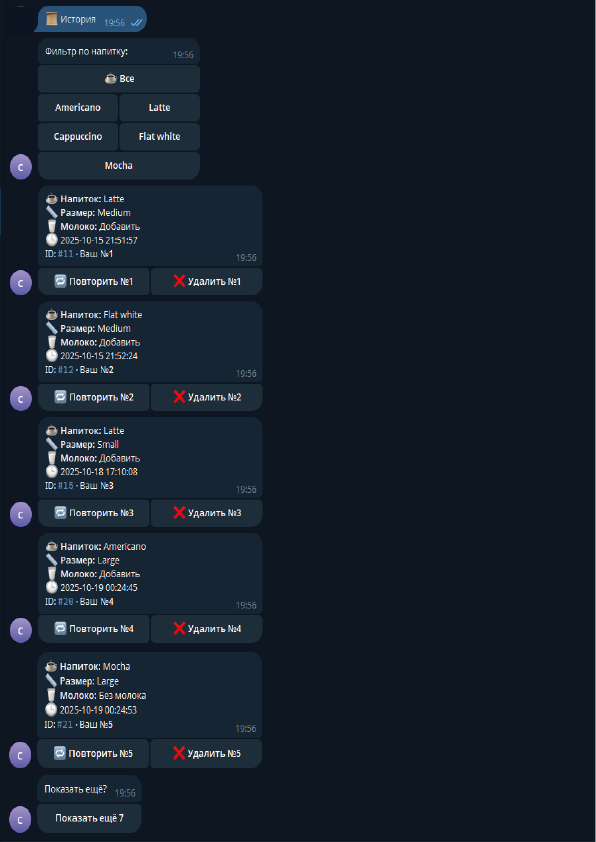 История 19:56
Фильтр по напитку: 19:56
Все
Americano Latte
Cappuccino Flat white
C Mocha
Напиток: Latte
Размер: Medium
Молоко: Добавить
2025-10-15 21:51:57
ID: #11 · Ваш №1 19:56
C Повторить №1 Удалить №1
Напиток: Flat white
Размер: Medium
Молоко: Добавить
2025-10-15 21:52:24
ID: #12 · Ваш №2 19:56
C Повторить №2 Удалить №2
Напиток: Latte
Размер: Small
Молоко: Добавить
2025-10-18 17:10:08
ID: #15 · Ваш №3 19:56
C Повторить №3 Удалить №3
Напиток: Americano
Размер: Large
Молоко: Добавить
2025-10-19 00:24:45
ID: #20 · Ваш №4 19:56
C Повторить №4 Удалить №4
Напиток: Mocha
Размер: Large
Молоко: Без молока
2025-10-19 00:24:53
ID: #21 · Ваш №5 19:56
C Повторить №5 Удалить №5
Показать ещё? 19:56
C Показать ещё 7